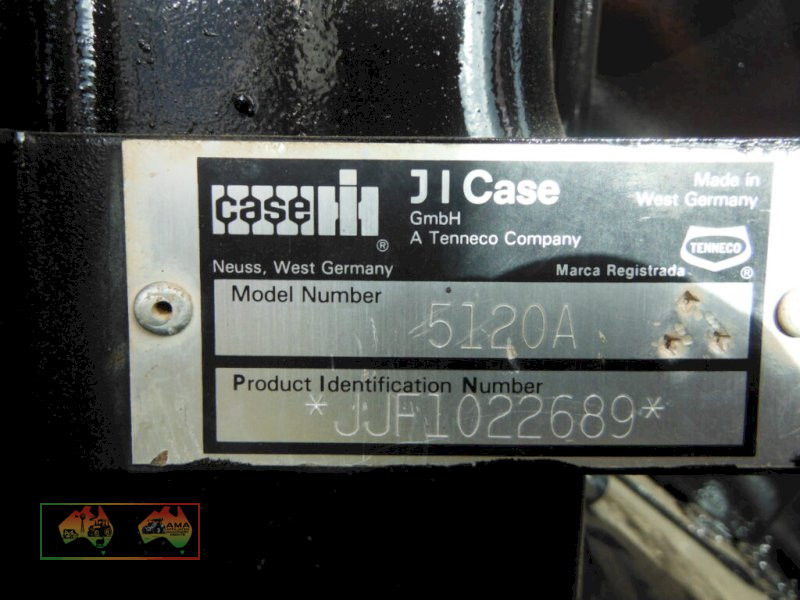 case IH ®
J I Case
GmbH
A Tenneco Company
Made in
West Germany
TENNECO ®
Neuss, West Germany
Marca Registrada
Model Number
5120A
Product Identification Number
*JJF1022689*
AMA